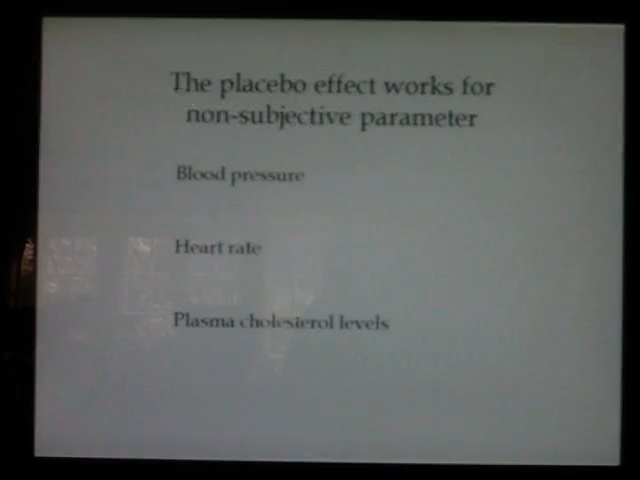 The placebo effect works for
non-subjective parameter
Blood pressure
Heart rate
Plasma cholesterol levels